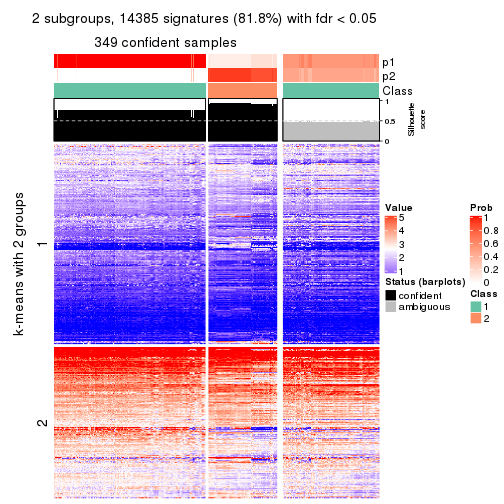 2 subgroups, 14385 signatures (81.8%) with fdr < 0.05
349 confident samples
p1
p2
Class
1
0.5
0
Silhouette
score
k-means with 2 groups
1
2
Value
5
4
3
2
1
Status (barplots)
confident
ambiguous
Prob
1
0.8
0.6
0.4
0.2
0
Class
1
2